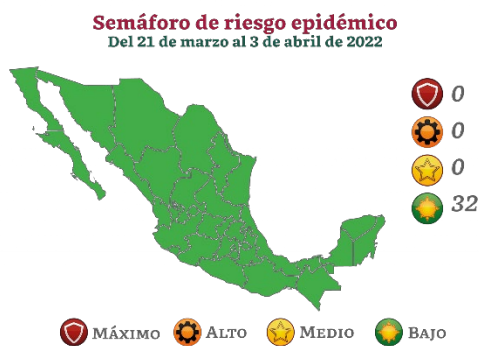 Semáforo de riesgo epidémico
Del 21 de marzo al 3 de abril de 2022
0
0
0
32
MÁXIMO ALTO MEDIO BAJO